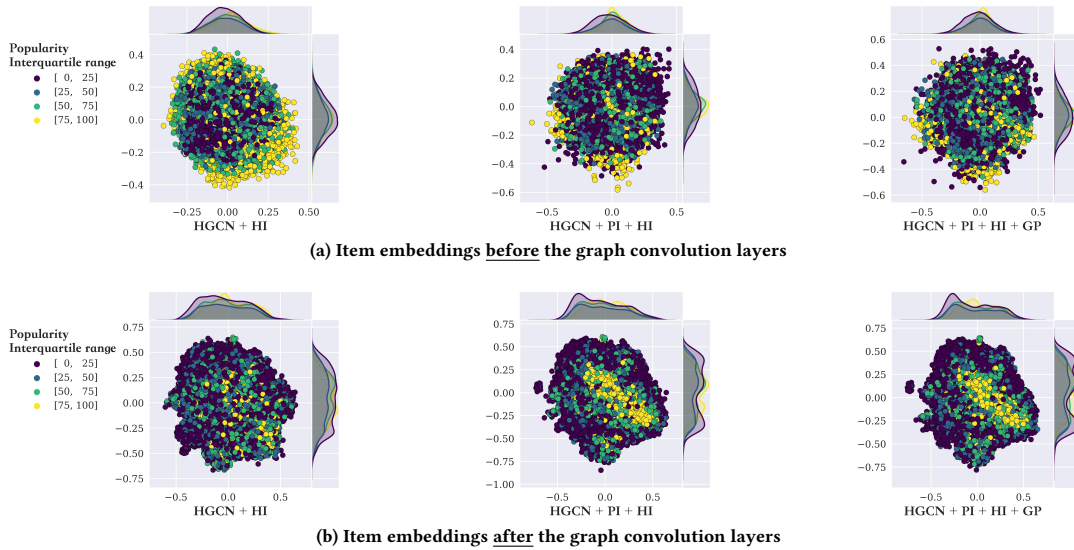 Popularity
Interquartile range
[ 0, 25]
[25, 50]
[50, 75]
[75, 100]
0.4
0.2
0.0
−0.2
−0.4
−0.25 0.00 0.25 0.50
HGCN + HI
0.4
0.2
0.0
−0.2
−0.4
−0.6
−0.5 0.0 0.5
HGCN + PI + HI
0.6
0.4
0.2
0.0
−0.2
−0.4
−0.6
−0.5 0.0 0.5
HGCN + PI + HI + GP
(a) Item embeddings before the graph convolution layers
Popularity
Interquartile range
[ 0, 25]
[25, 50]
[50, 75]
[75, 100]
0.75
0.50
0.25
0.00
−0.25
−0.50
−0.75
−0.5 0.0 0.5
HGCN + HI
0.75
0.50
0.25
0.00
−0.25
−0.50
−0.75
−1.00
−0.5 0.0 0.5
HGCN + PI + HI
0.75
0.50
0.25
0.00
−0.25
−0.50
−0.75
−0.5 0.0 0.5
HGCN + PI + HI + GP
(b) Item embeddings after the graph convolution layers